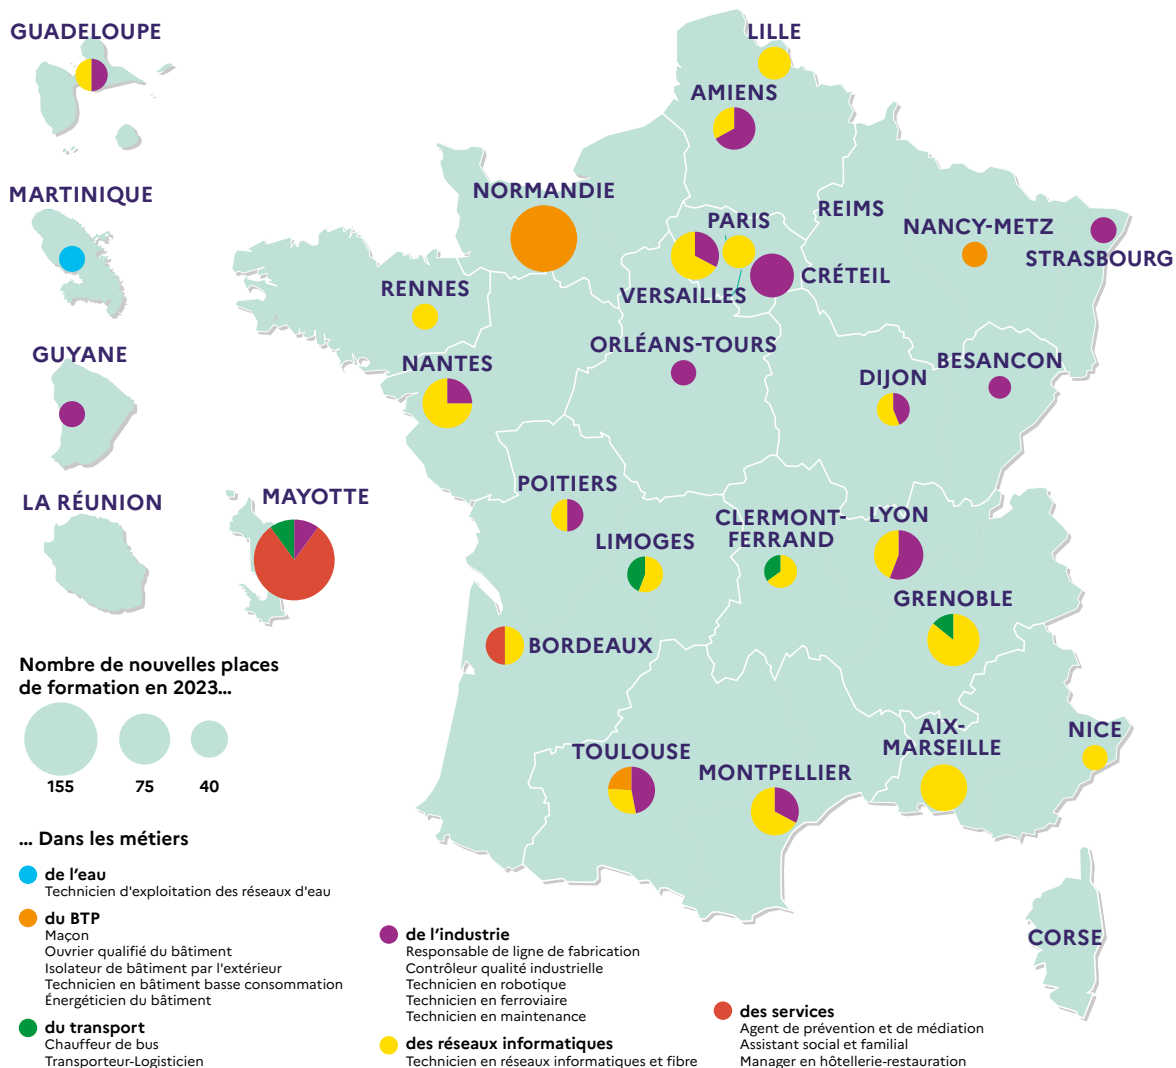 GUADELOUPE
LILLE
AMIENS
MARTINIQUE
NORMANDIE
PARIS
REIMS
NANCY-METZ
STRASBOURG
CRÉTEIL
VERSAILLES
RENNES
GUYANE
ORLÉANS-TOURS
NANTES
BESANCON
DIJON
LA RÉUNION
MAYOTTE
POITIERS
CLERMONT-
FERRAND
LYON
LIMOGES
GRENOBLE
BORDEAUX
Nombre de nouvelles places
de formation en 2023...
155
75
40
AIX-
MARSEILLE
NICE
TOULOUSE
MONTPELLIER
CORSE
... Dans les métiers
de l'eau
Technicien d'exploitation des réseaux d'eau
du BTP
Maçon
Ouvrier qualifié du bâtiment
Isolateur de bâtiment par l'extérieur
Technicien en bâtiment basse consommation
Énergéticien du bâtiment
du transport
Chauffeur de bus
Transporteur-Logisticien
de l'industrie
Responsable de ligne de fabrication
Contrôleur qualité industrielle
Technicien en robotique
Technicien en ferroviaire
Technicien en maintenance
des réseaux informatiques
Technicien en réseaux informatiques et fibre
des services
Agent de prévention et de médiation
Assistant social et familial
Manager en hôtellerie-restauration